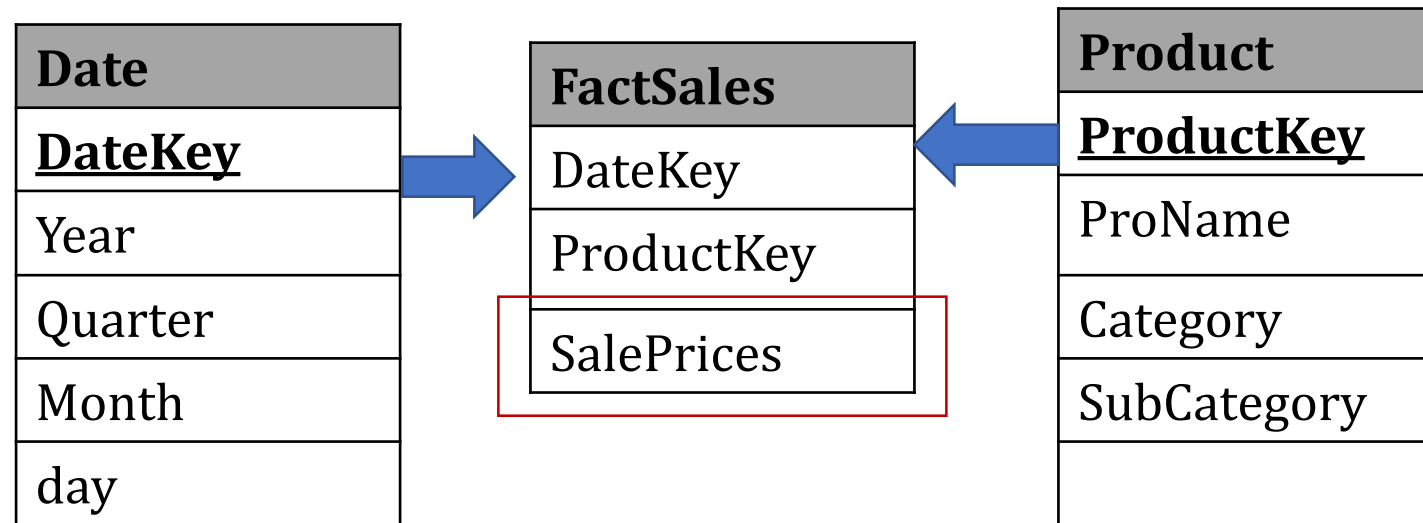 Date
DateKey
Year
Quarter
Month
day
FactSales
DateKey
ProductKey
SalePrices
Product
ProductKey
ProName
Category
SubCategory